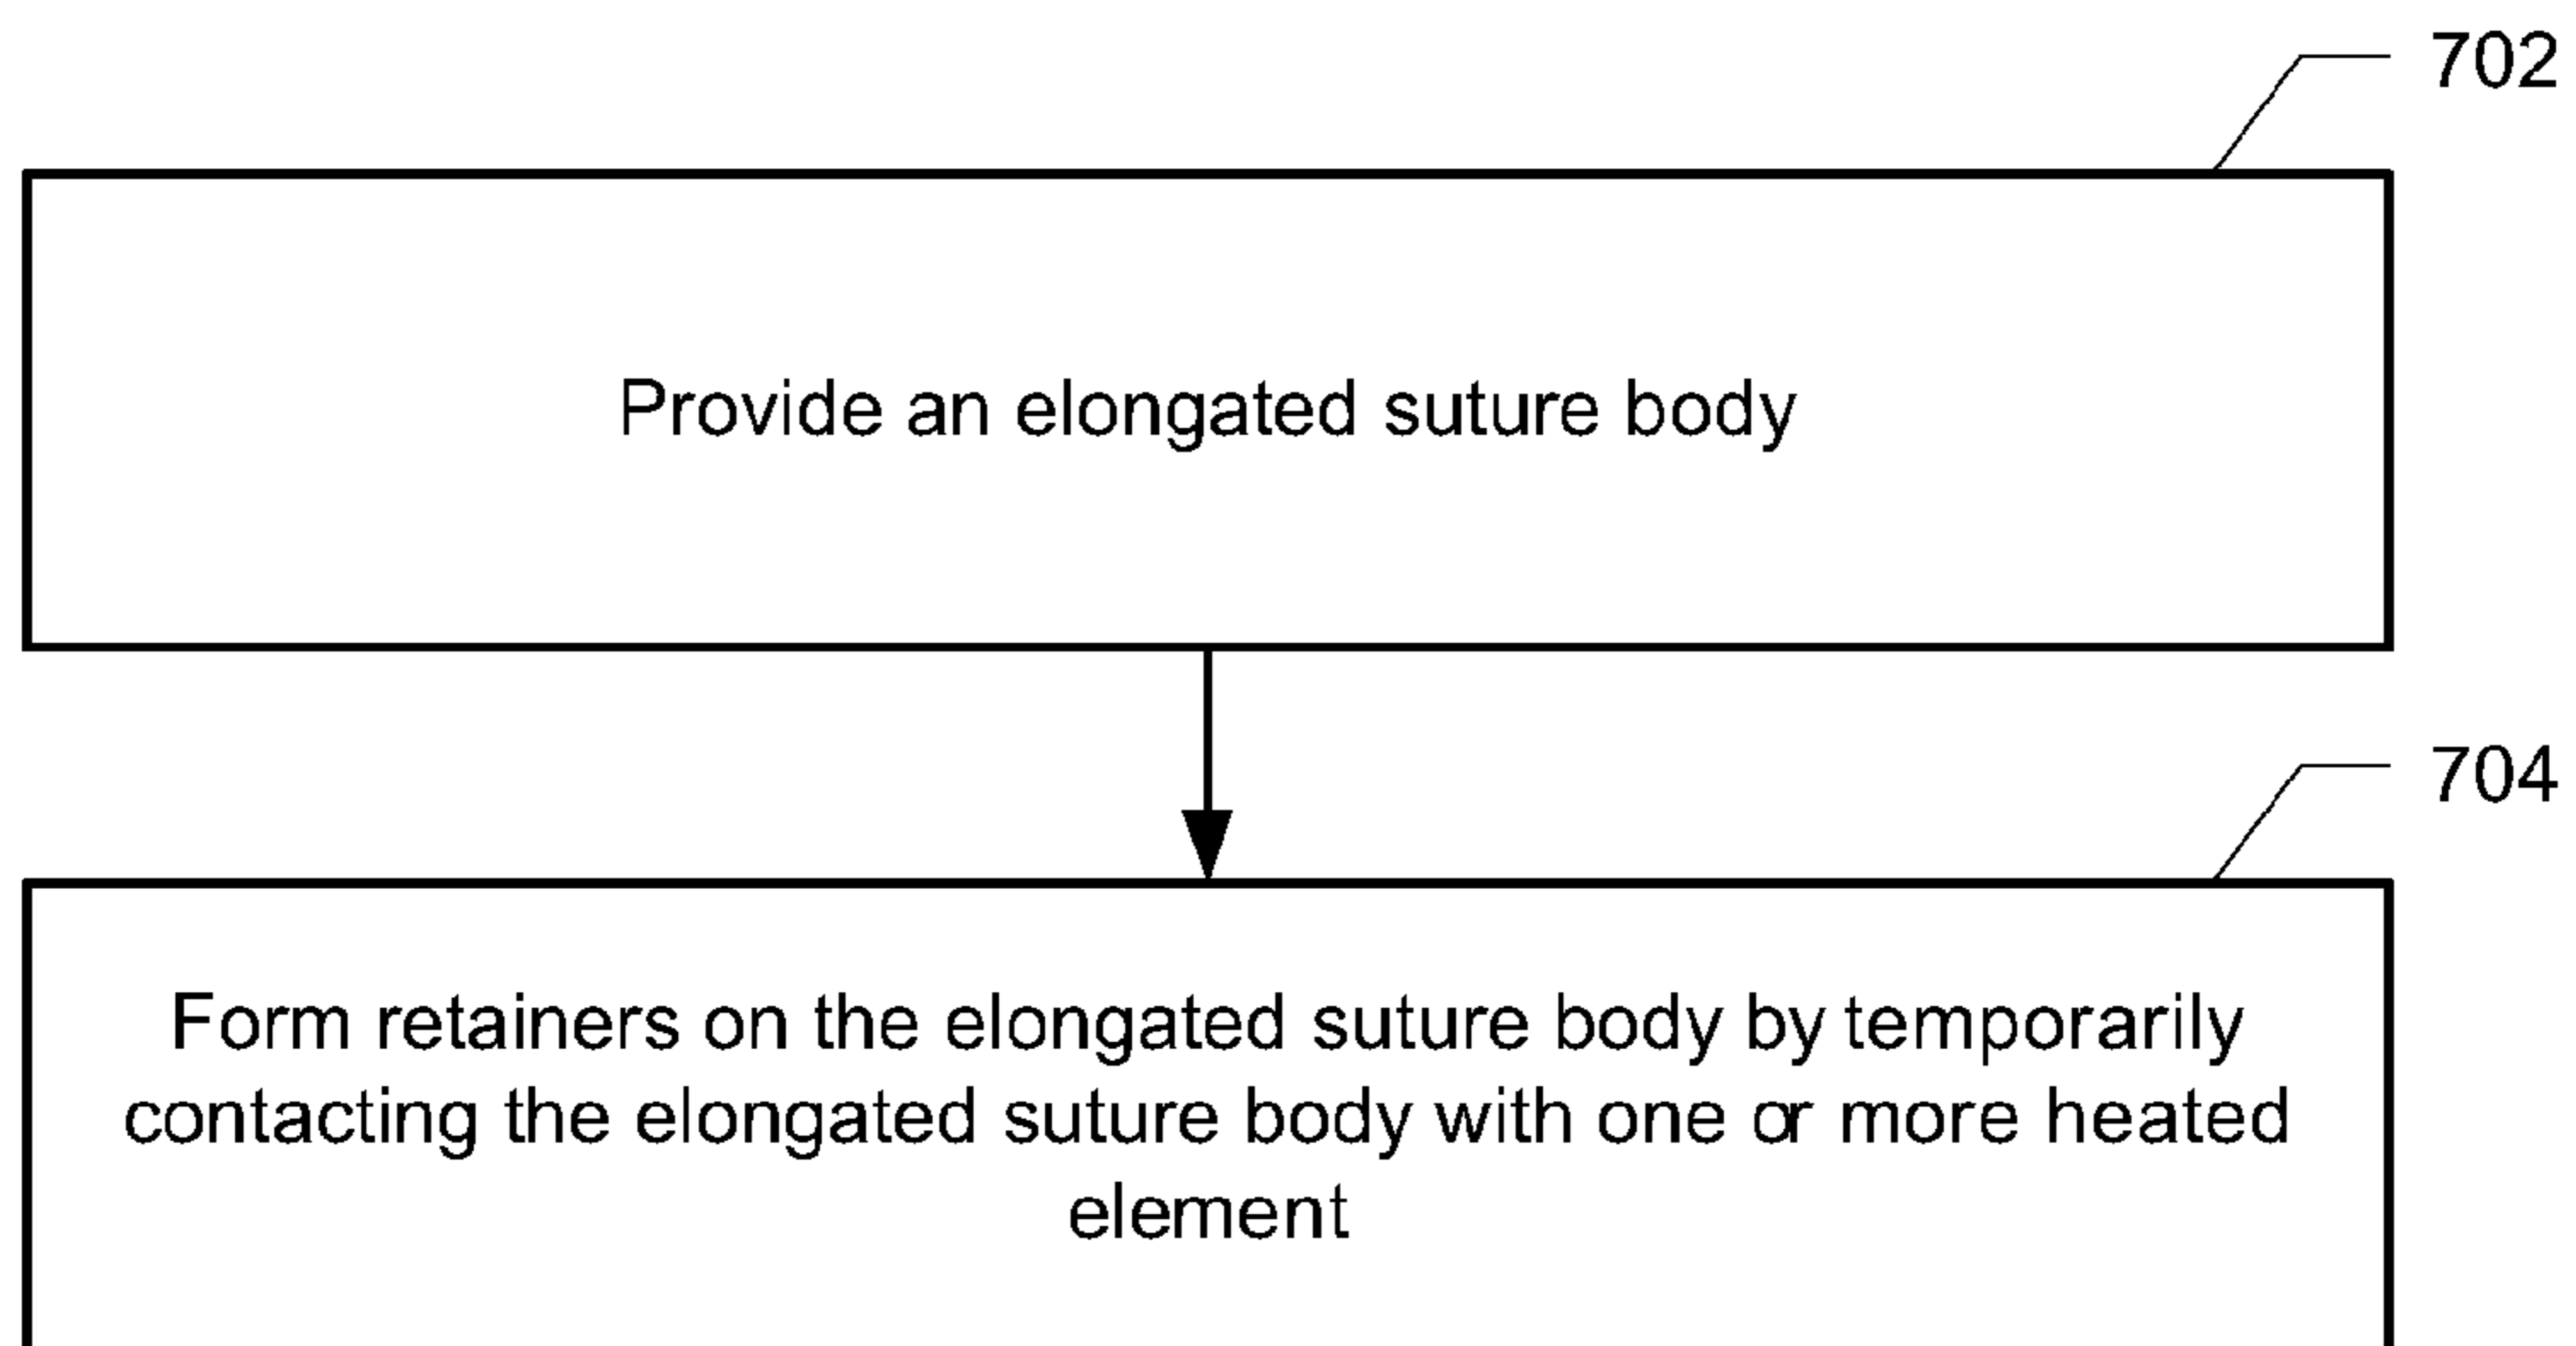 702
Provide an elongated suture body
704
Form retainers on the elongated suture body by temporarily
contacting the elongated suture body with one or more heated
element